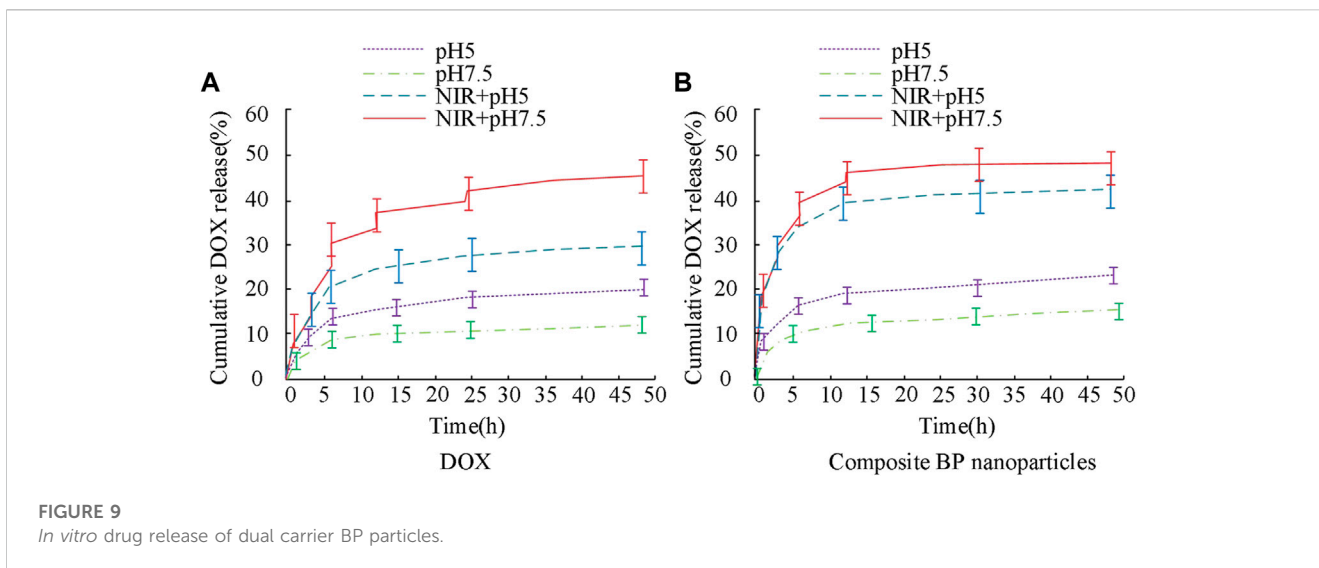 A
pH5
pH7.5
NIR+pH5
NIR+pH7.5
Cumulative DOX release(%)
60
50
40
30
20
10
0
0 5 10 15 20 25 30 35 40 45 50
Time(h)
DOX
B
pH5
pH7.5
NIR+pH5
NIR+pH7.5
Cumulative DOX release(%)
60
50
40
30
20
10
0
0 5 10 15 20 25 30 35 40 45 50
Time(h)
Composite BP nanoparticles
FIGURE 9
In vitro drug release of dual carrier BP particles.